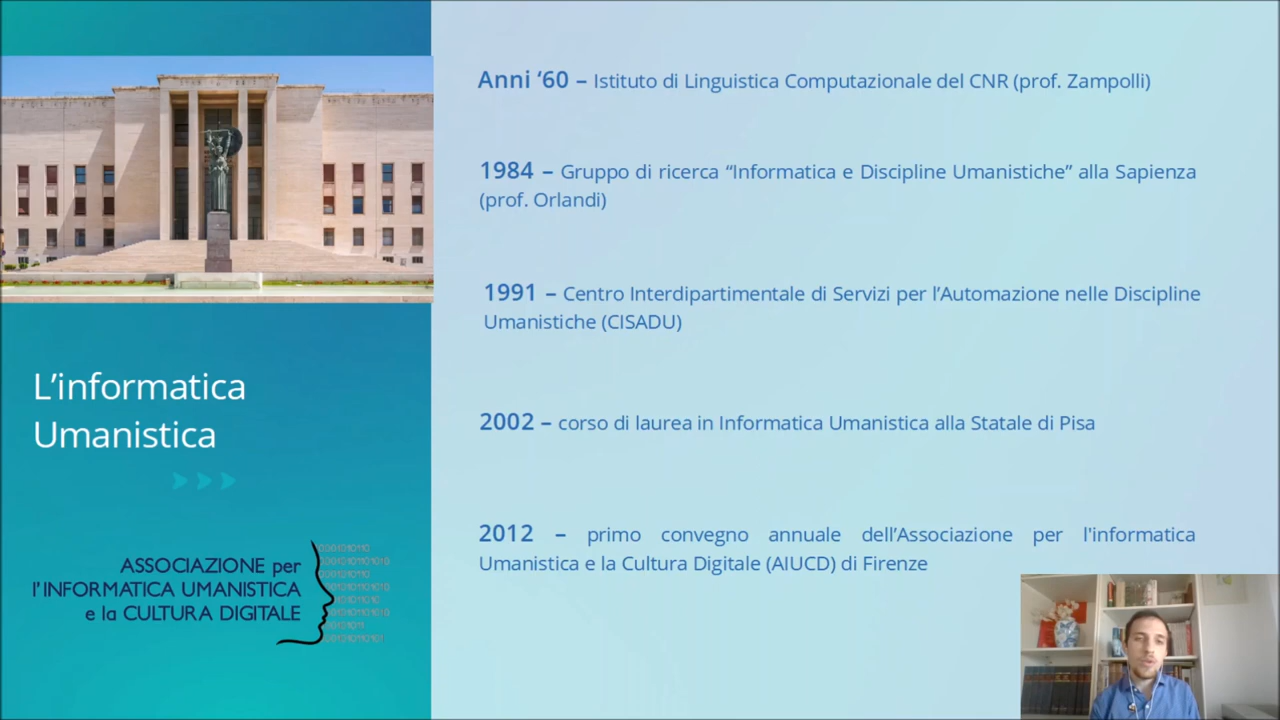 Anni ‘60 – Istituto di Linguistica Computazionale del CNR (prof. Zampolli)
1984 – Gruppo di ricerca “Informatica e Discipline Umanistiche” alla Sapienza
(prof. Orlandi)
1991 – Centro Interdipartimentale di Servizi per l’Automazione nelle Discipline
Umanistiche (CISADU)
2002 – corso di laurea in Informatica Umanistica alla Statale di Pisa
2012 – primo convegno annuale dell’Associazione per l'informatica
Umanistica e la Cultura Digitale (AIUCD) di Firenze
L’informatica
Umanistica
ASSOCIAZIONE per
l’INFORMATICA UMANISTICA
e la CULTURA DIGITALE